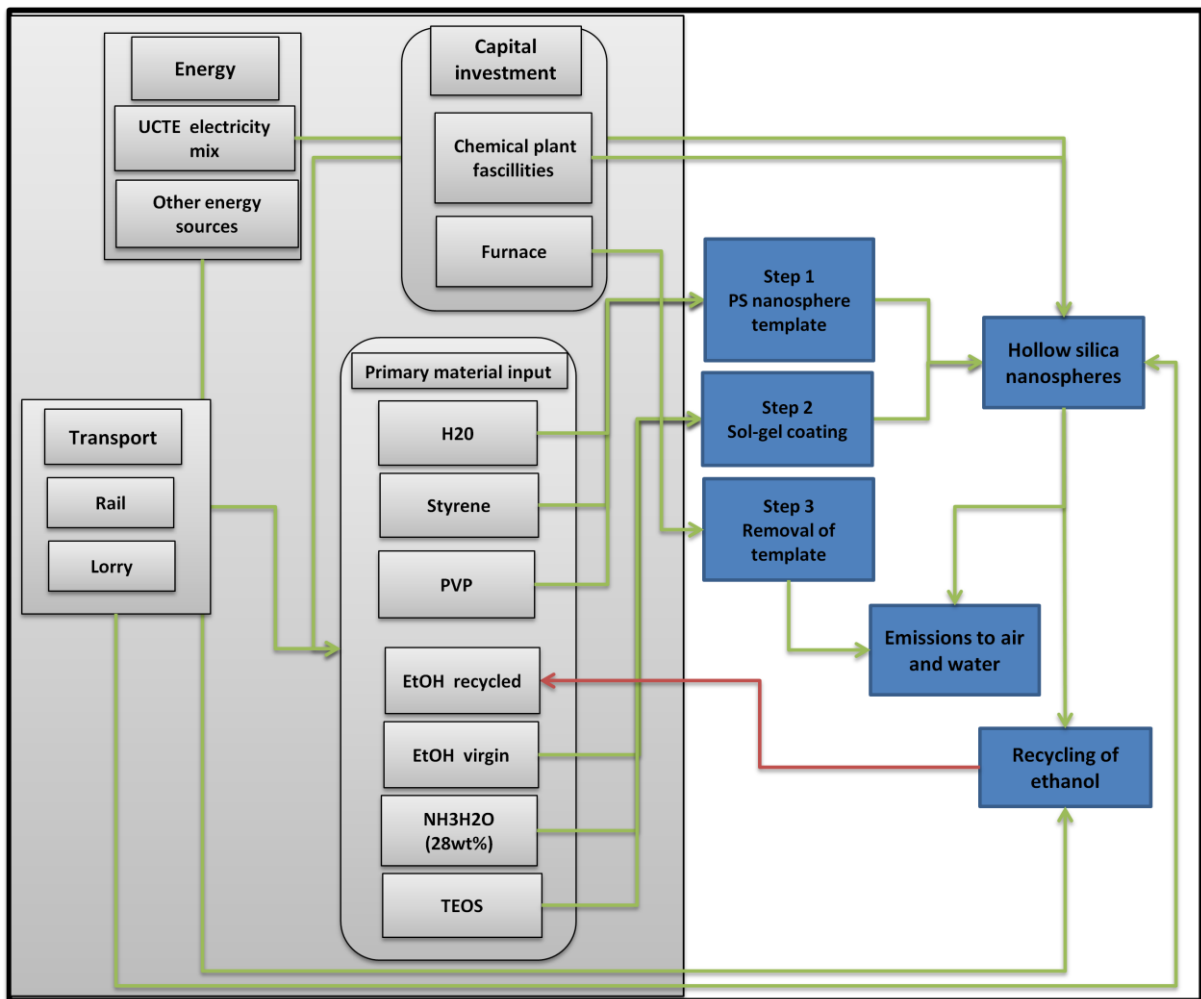 Energy
UCTE electricity
mix
Other energy
sources
Capital
investment
Chemical plant
fascillities
Furnace
Transport
Rail
Lorry
Primary material input
H20
Styrene
PVP
EtOH recycled
EtOH virgin
NH3H2O
(28wt%)
TEOS
Step 1
PS nanosphere
template
Step 2
Sol-gel coating
Step 3
Removal of
template
Hollow silica
nanospheres
Emissions to air
and water
Recycling of
ethanol